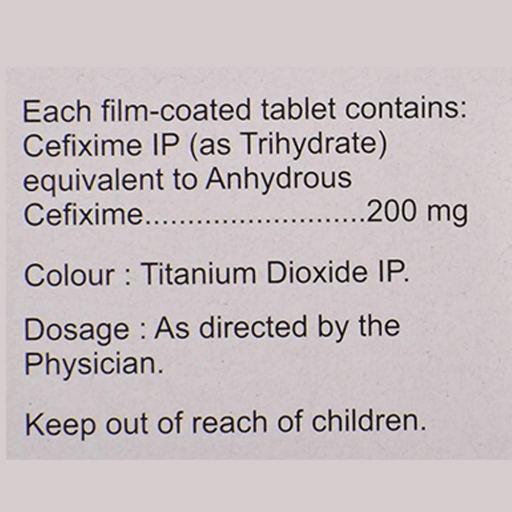 Each film-coated tablet contains:
Cefixime IP (as Trihydrate)
equivalent to Anhydrous
Cefixime..........................200 mg
Colour : Titanium Dioxide IP.
Dosage : As directed by the
Physician.
Keep out of reach of children.